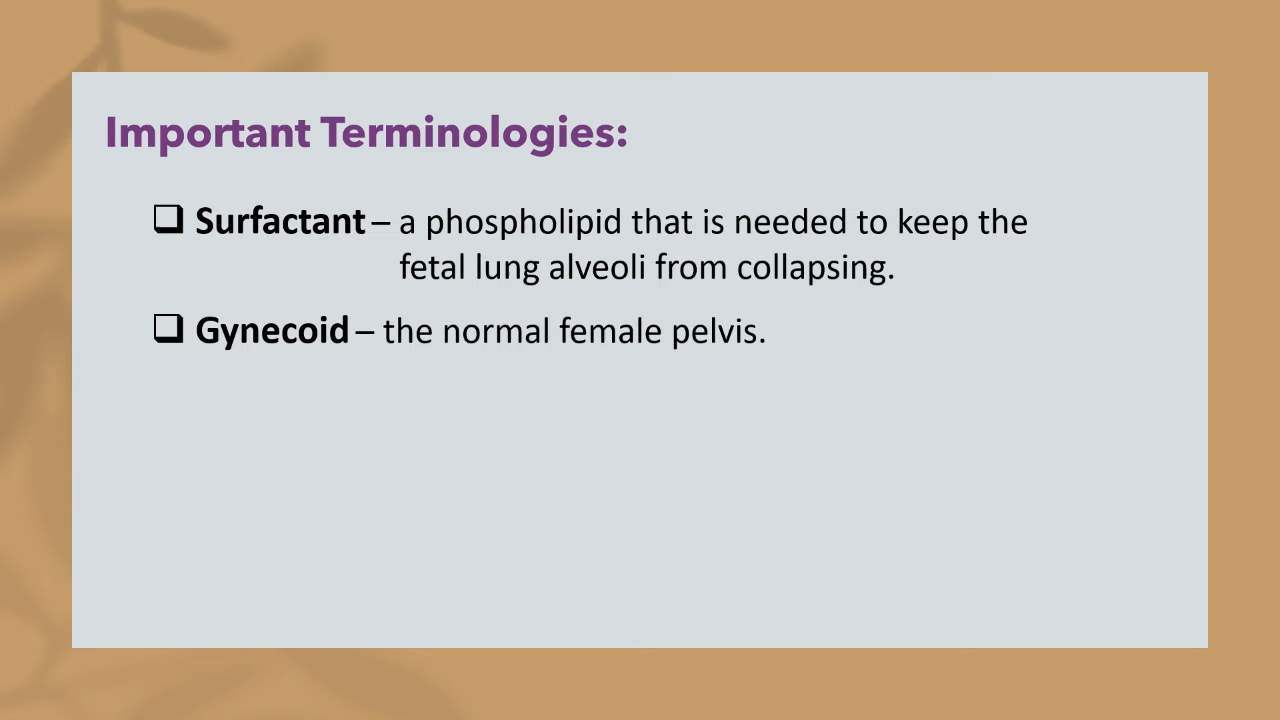 Important Terminologies:
❑ Surfactant – a phospholipid that is needed to keep the
fetal lung alveoli from collapsing.
❑ Gynecoid – the normal female pelvis.